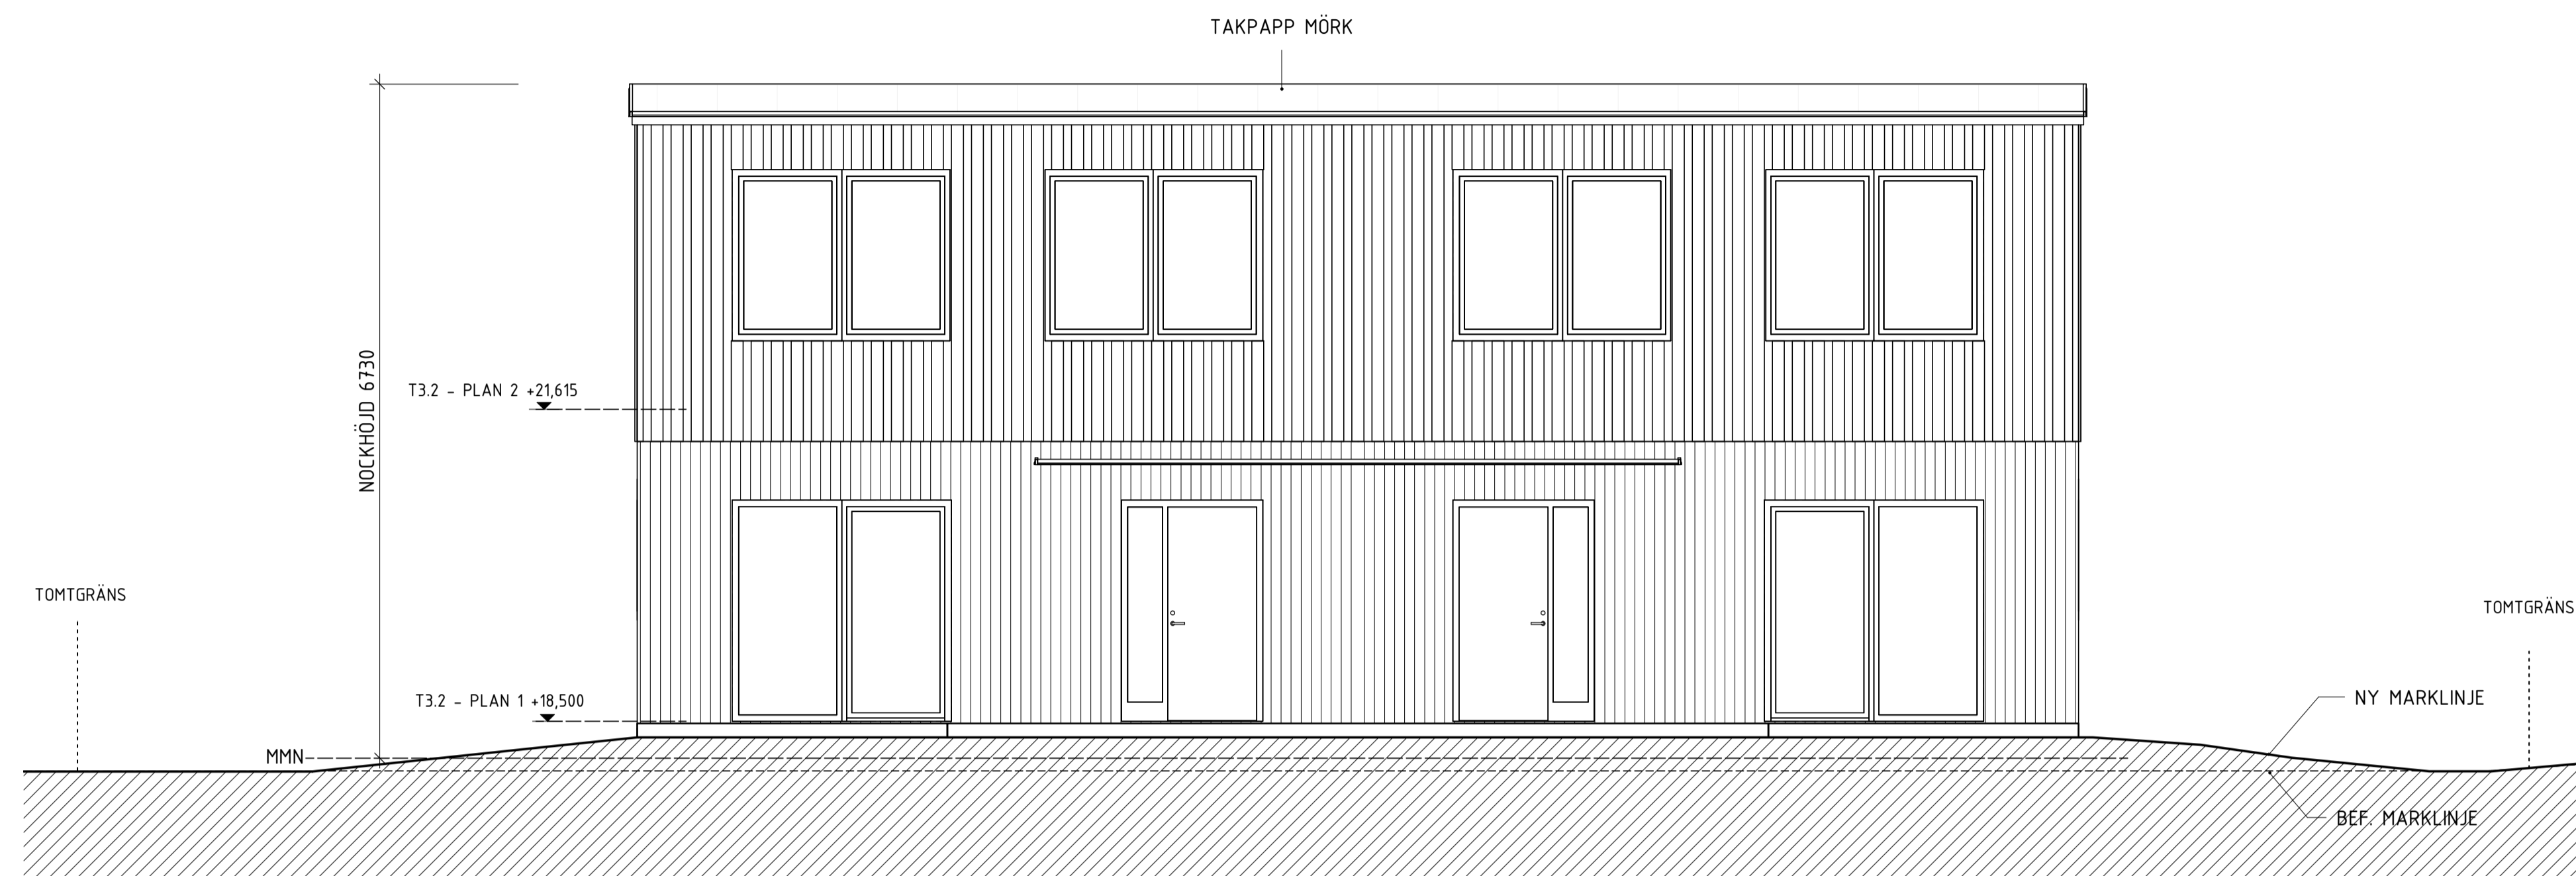 TAKPAPP MÖRK
NOCKHÖJD 6730
T3.2 - PLAN 2 +21,615
TOMTGRÄNS
TOMTGRÄNS
T3.2 - PLAN 1 +18,500
NY MARKLINJE
MMN
BEF. MARKLINJE